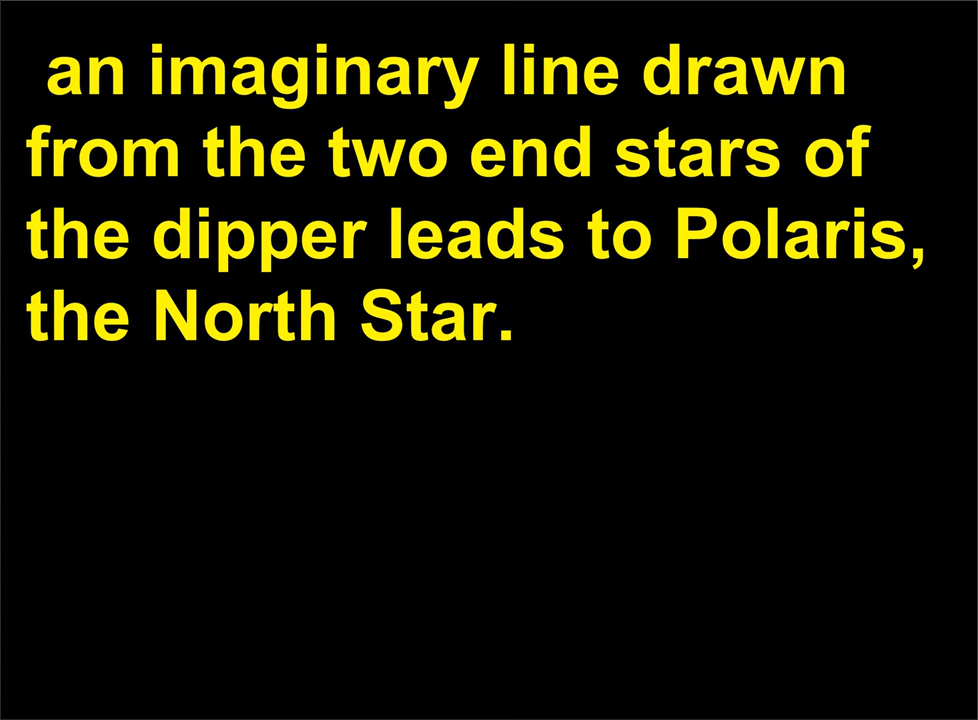 an imaginary line drawn
from the two end stars of
the dipper leads to Polaris,
the North Star.